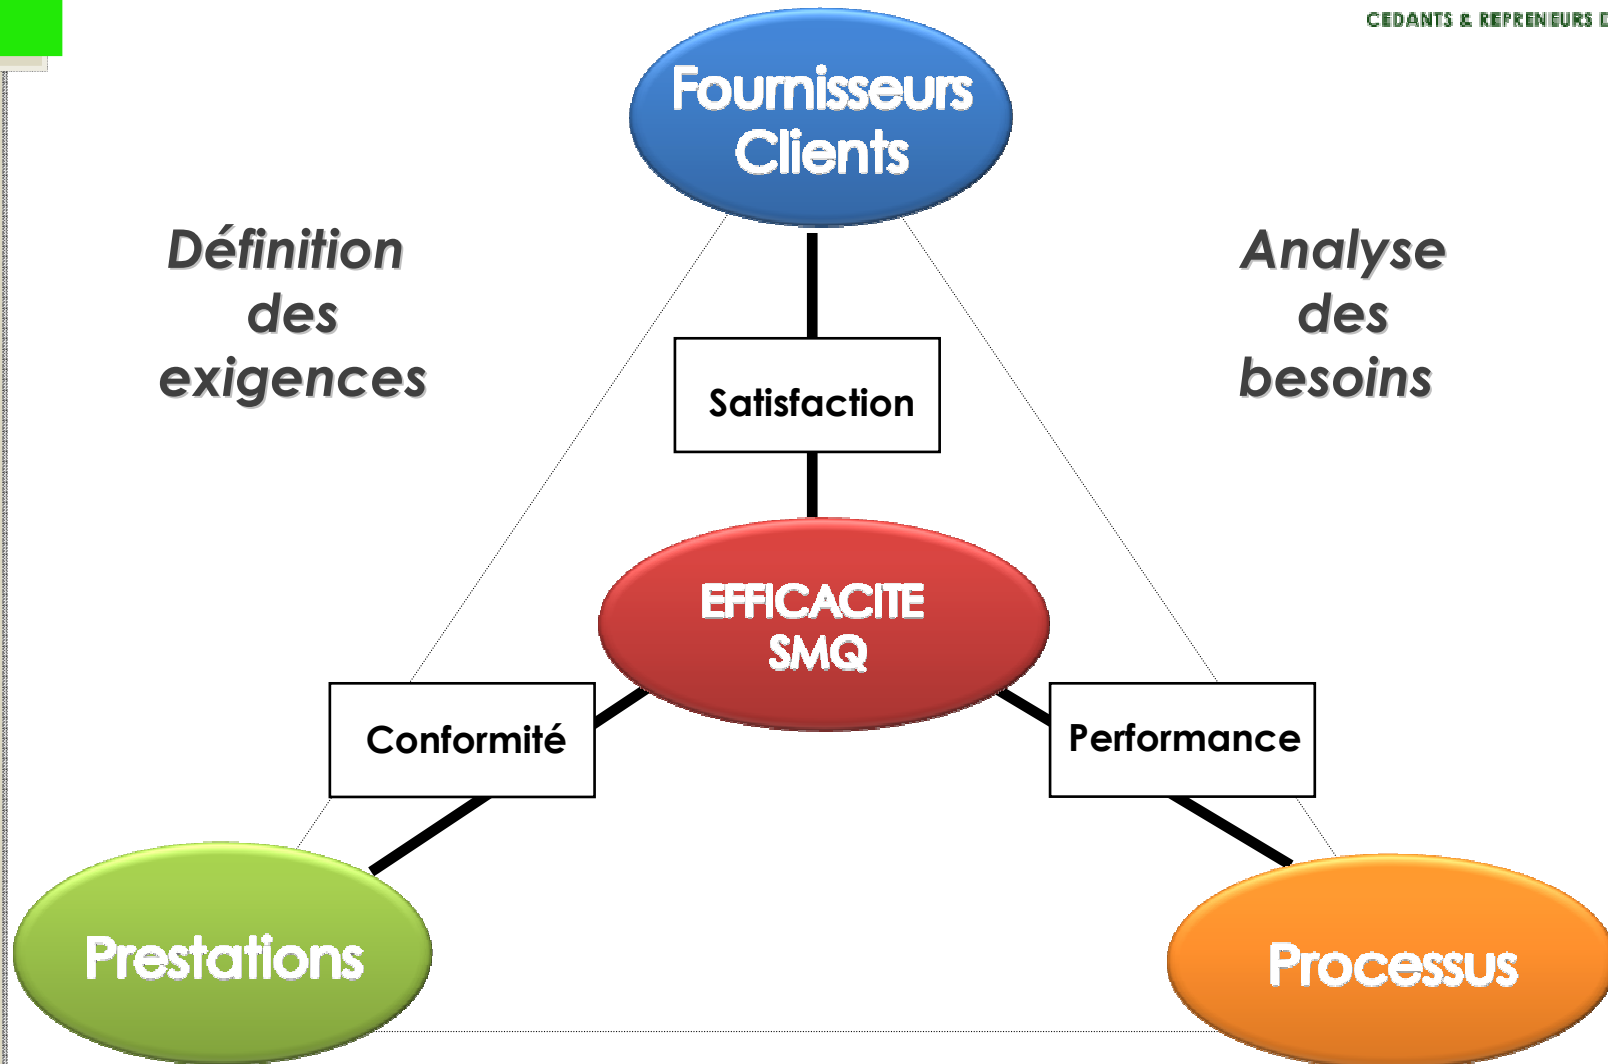 CEDANTS & REPRENEURS D
Fournisseurs
Clients
Définition
des
exigences
Analyse
des
besoins
Satisfaction
EFFICACITE
SMQ
Conformité
Performance
Prestations
Processus